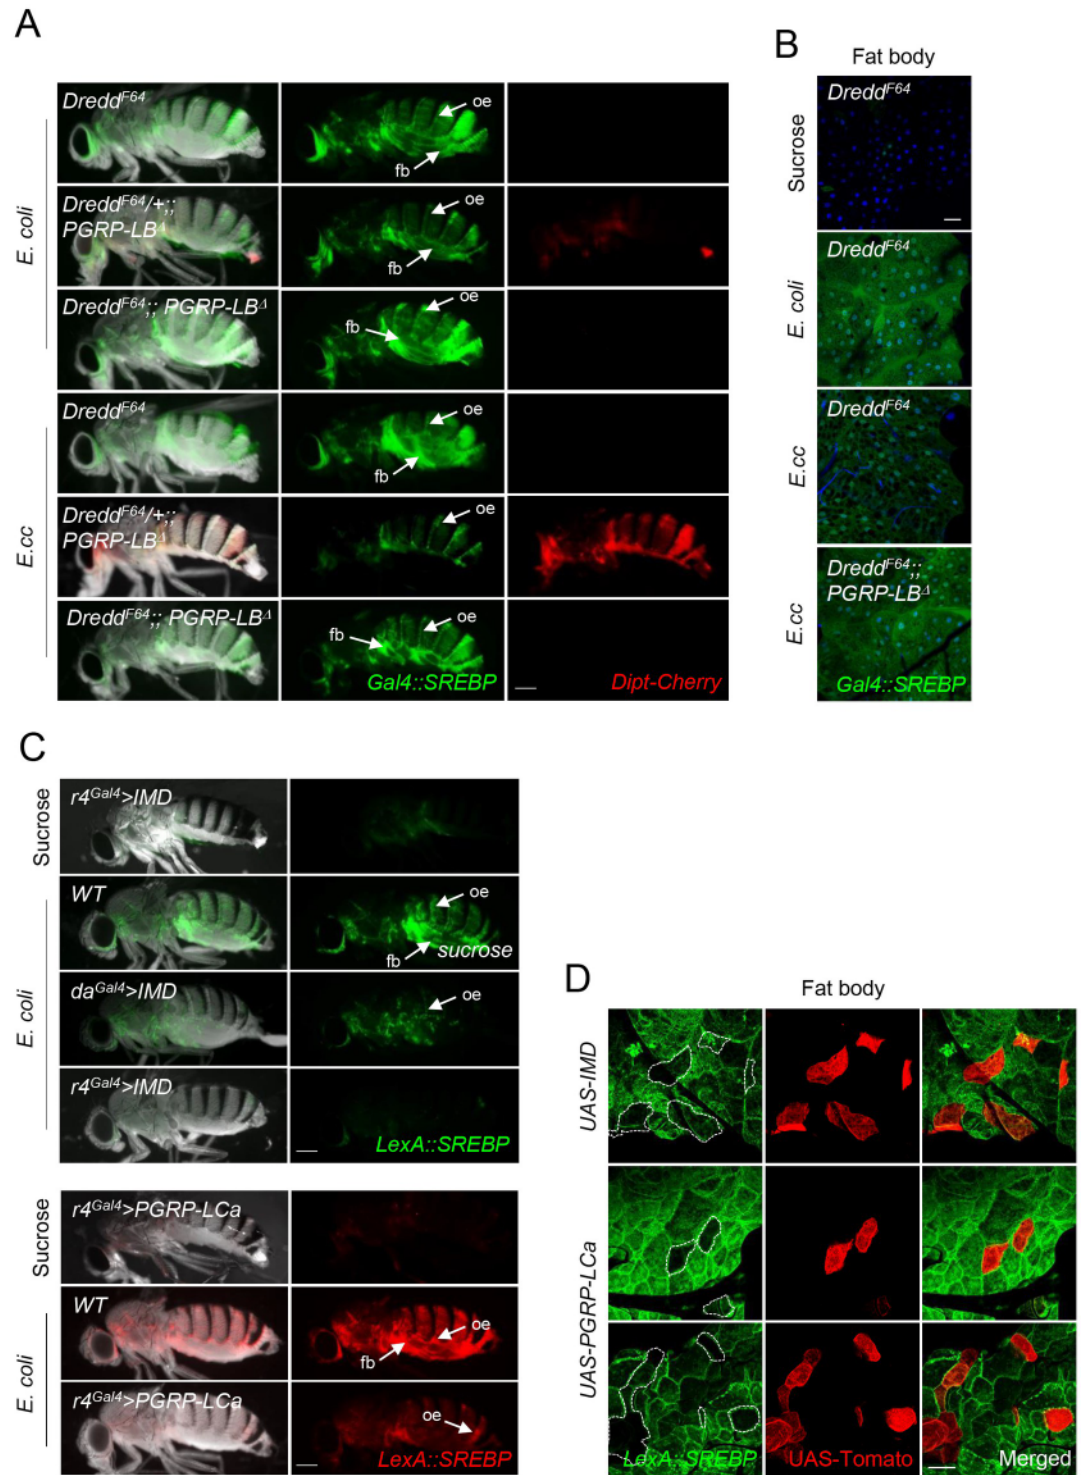 A
Dredd^F64
oe
fb
Dredd^F64/+;;
PGRP-LB^Δ
oe
fb
E. coli
Dredd^F64;; PGRP-LB^Δ
oe
fb
Dredd^F64
oe
fb
Dredd^F64/+;;
PGRP-LB^Δ
oe
E.cc
Dredd^F64;; PGRP-LB^Δ
oe
fb
Gal4::SREBP
Dipt-Cherry
B
Fat body
Sucrose
Dredd^F64
E. coli
Dredd^F64
E.cc
Dredd^F64
E.cc
Dredd^F64;;
PGRP-LB^Δ
Gal4::SREBP
C
Sucrose
r4^Gal4>IMD
E. coli
WT
oe
sucrose
fb
da^Gal4>IMD
oe
r4^Gal4>IMD
LexA::SREBP
Sucrose
r4^Gal4>PGRP-LCa
E. coli
WT
oe
fb
r4^Gal4>PGRP-LCa
oe
LexA::SREBP
D
Fat body
UAS-IMD
UAS-PGRP-LCa
LexA::SREBP
UAS-Tomato
Merged